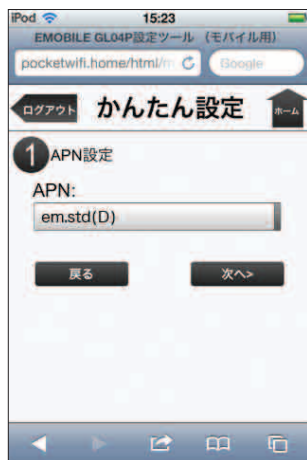 iPod 15:23
EMOBILE GL04P設定ツール （モバイル用）
pocketwifi.home/html/m Google
ログアウト かんたん設定 ホーム
1 APN設定
APN:
em.std(D)
戻る 次へ>